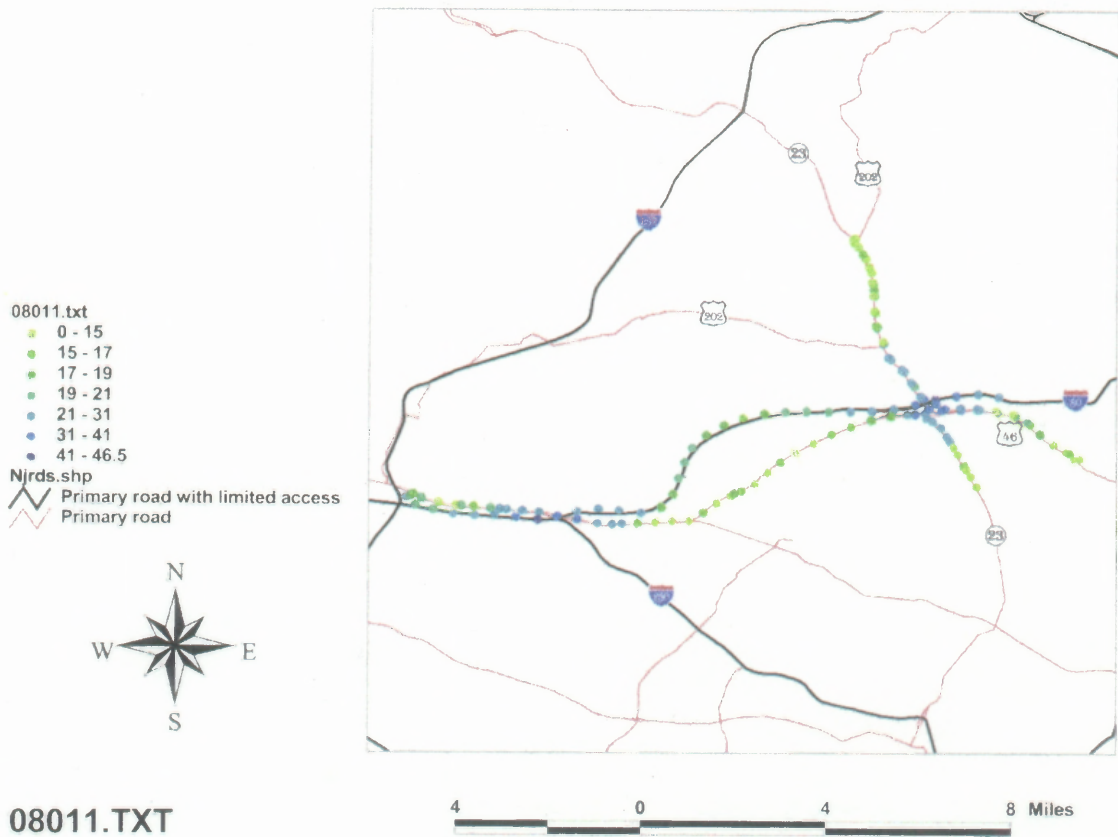 23
202
202
08011.txt
0 - 15
15 - 17
17 - 19
19 - 21
21 - 31
31 - 41
41 - 46.5
Njrds.shp
Primary road with limited access
Primary road
46
23
N
W E
S
08011.TXT
4 0 4 8 Miles